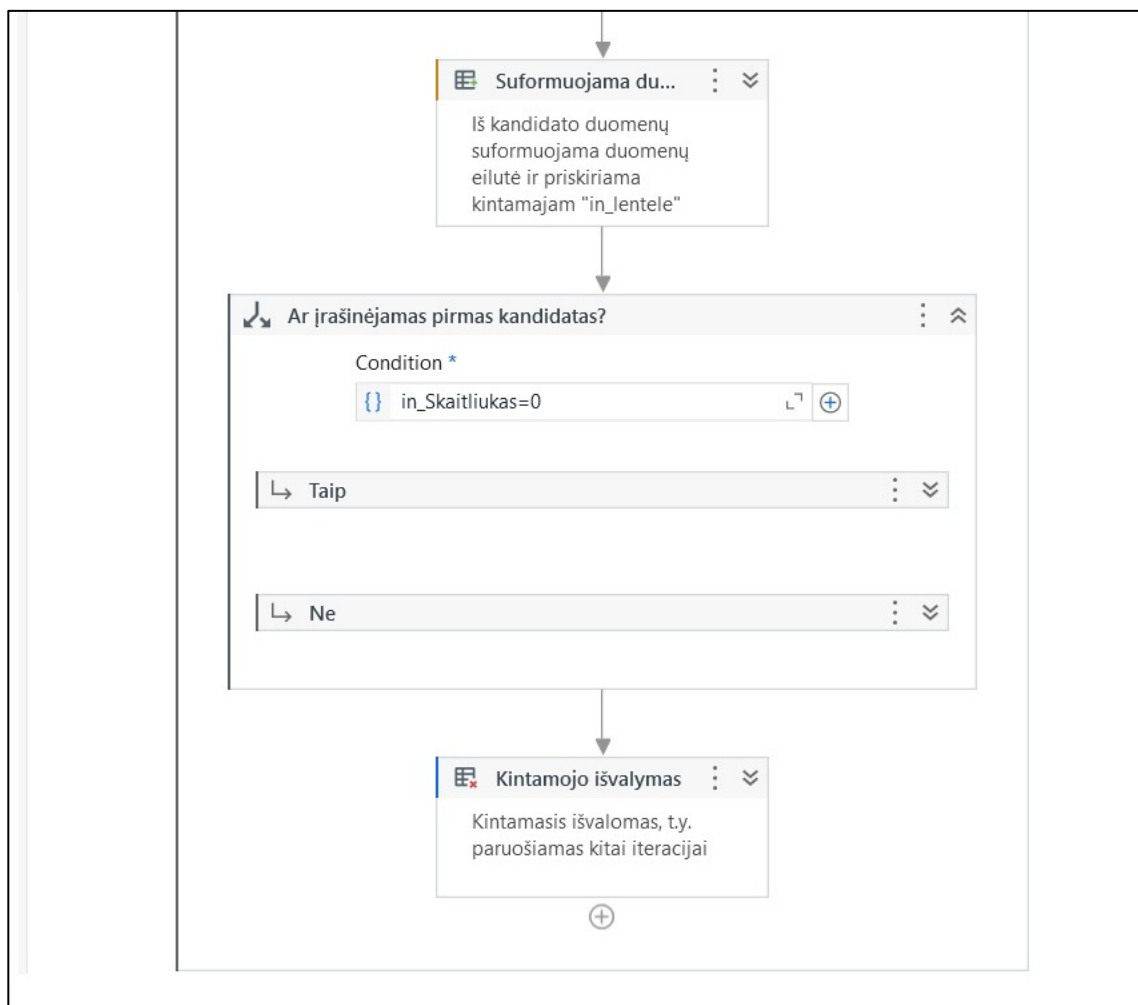 Suformuojama du...
Iš kandidato duomenų
suformuojama duomenų
eilutė ir priskiriama
kintamajam "in_lentele"
Ar įrašinėjamas pirmas kandidatas?
Condition *
{} in_Skaitliukas=0
Taip
Ne
Kintamojo išvalymas
Kintamasis išvalomas, t.y.
paruošiamas kitai iteracijai